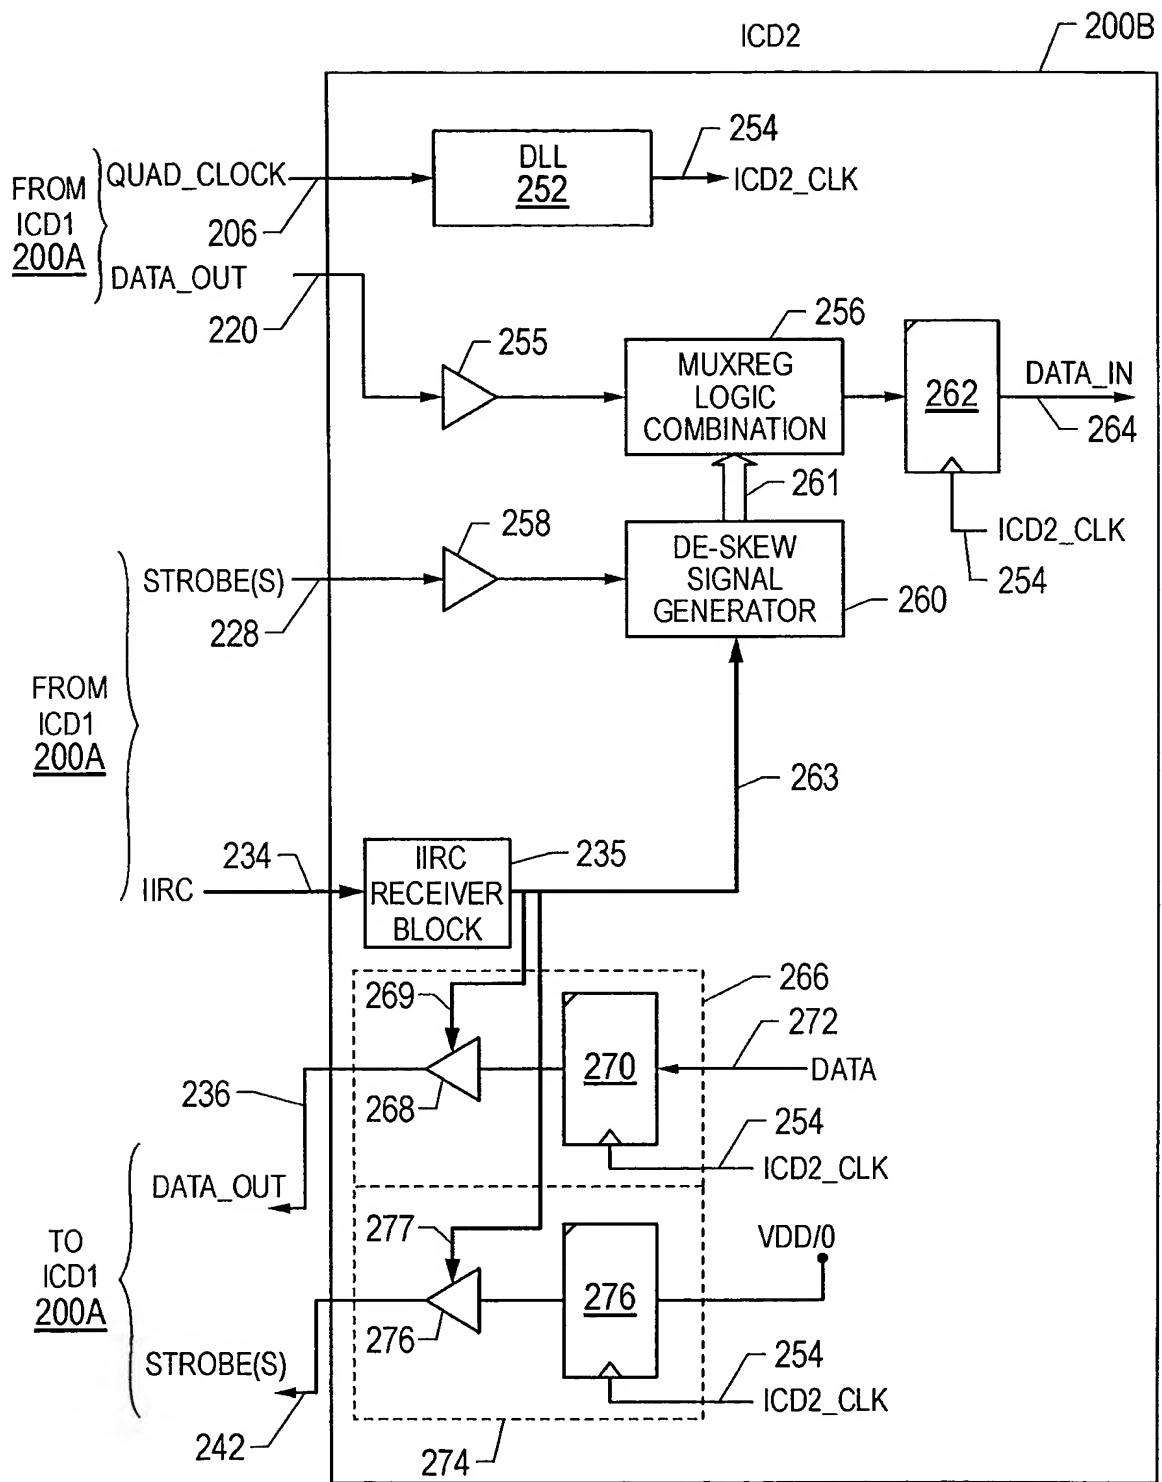 ICD2
200B
FROM
ICD1
200A
QUAD_CLOCK
206
DATA_OUT
220
DLL
252
254
ICD2_CLK
255
256
MUXREG
LOGIC
COMBINATION
262
DATA_IN
264
ICD2_CLK
254
261
FROM
ICD1
200A
STROBE(S)
228
258
DE-SKEW
SIGNAL
GENERATOR
260
263
IIRC
234
IIRC
RECEIVER
BLOCK
235
266
269
268
270
272
DATA
254
ICD2_CLK
236
TO
ICD1
200A
DATA_OUT
STROBE(S)
242
277
276
276
VDD/0
254
ICD2_CLK
274